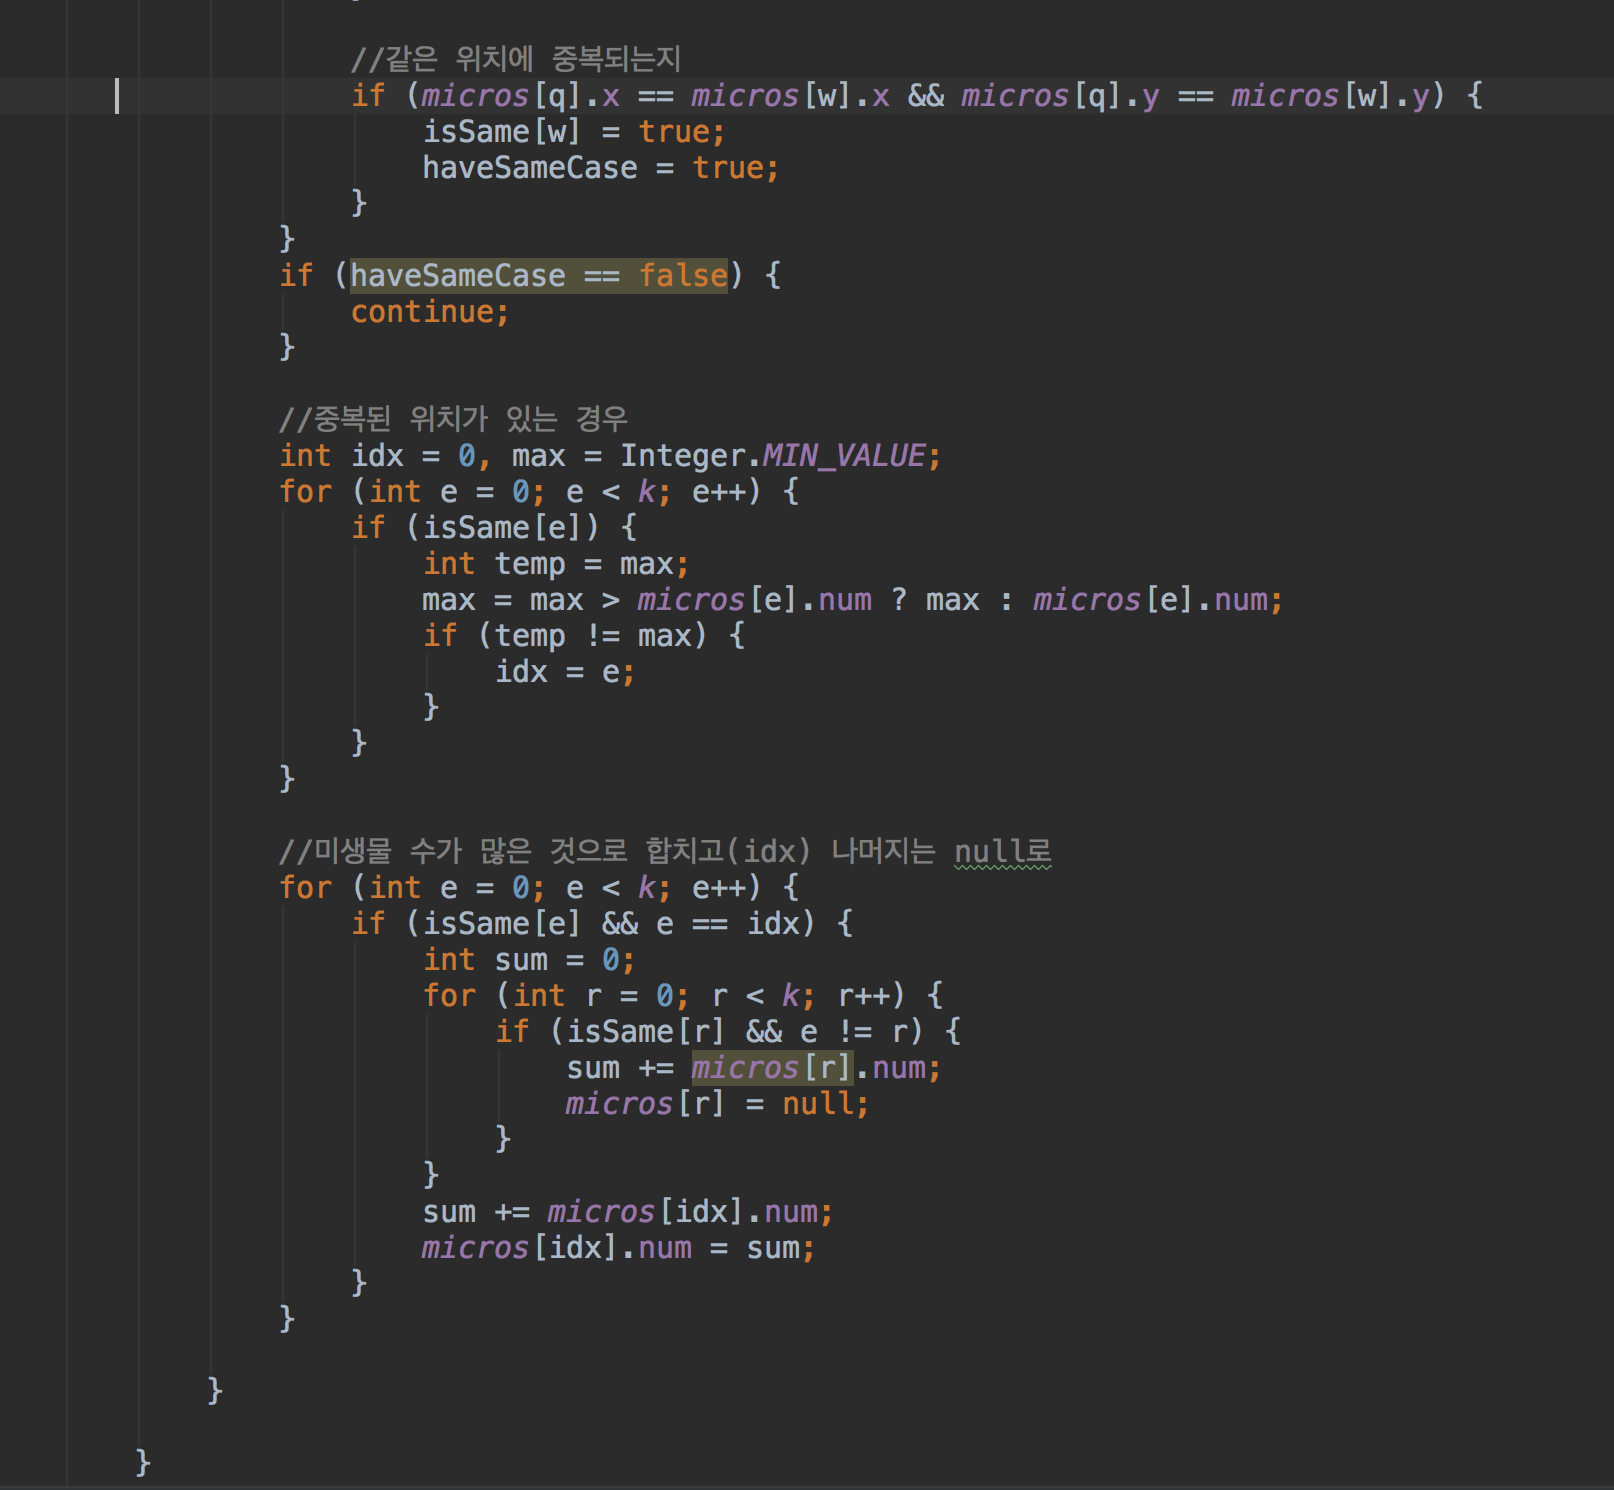 //같은 위치에 중복되는지
if (micros[q].x == micros[w].x && micros[q].y == micros[w].y) {
isSame[w] = true;
haveSameCase = true;
}
}
if (haveSameCase == false) {
continue;
}
//중복된 위치가 있는 경우
int idx = 0, max = Integer.MIN_VALUE;
for (int e = 0; e < k; e++) {
if (isSame[e]) {
int temp = max;
max = max > micros[e].num ? max : micros[e].num;
if (temp != max) {
idx = e;
}
}
}
//미생물 수가 많은 것으로 합치고(idx) 나머지는 null로
for (int e = 0; e < k; e++) {
if (isSame[e] && e == idx) {
int sum = 0;
for (int r = 0; r < k; r++) {
if (isSame[r] && e != r) {
sum += micros[r].num;
micros[r] = null;
}
}
sum += micros[idx].num;
micros[idx].num = sum;
}
}
}
}